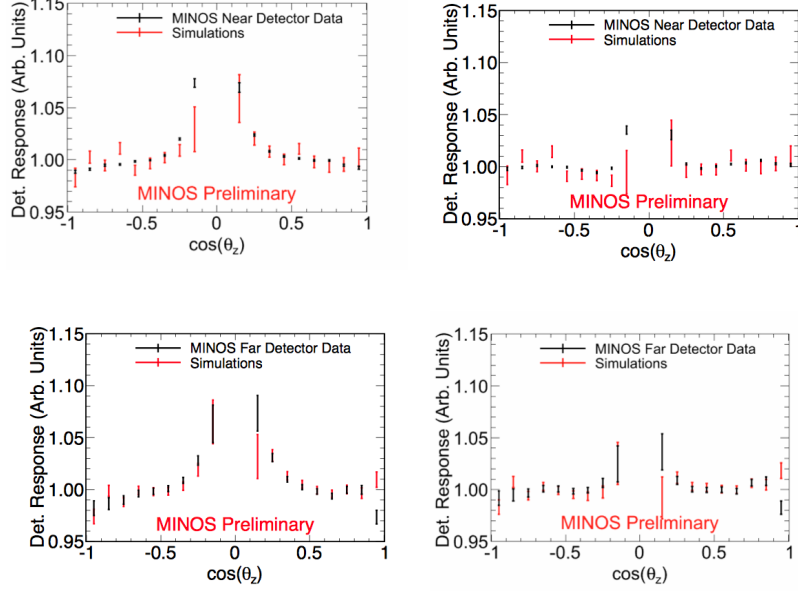 1.15
1.10
1.05
1.00
0.95
Det. Response (Arb. Units)
MINOS Near Detector Data
Simulations
MINOS Preliminary
-1
-0.5
0
0.5
1
cos(θz)
1.15
1.10
1.05
1.00
0.95
Det. Response (Arb. Units)
MINOS Near Detector Data
Simulations
MINOS Preliminary
-1
-0.5
0
0.5
1
cos(θz)
1.15
1.10
1.05
1.00
0.95
Det. Response (Arb. Units)
MINOS Far Detector Data
Simulations
MINOS Preliminary
-1
-0.5
0
0.5
1
cos(θz)
1.15
1.10
1.05
1.00
0.95
Det. Response (Arb. Units)
MINOS Far Detector Data
Simulations
MINOS Preliminary
-1
-0.5
0
0.5
1
cos(θz)